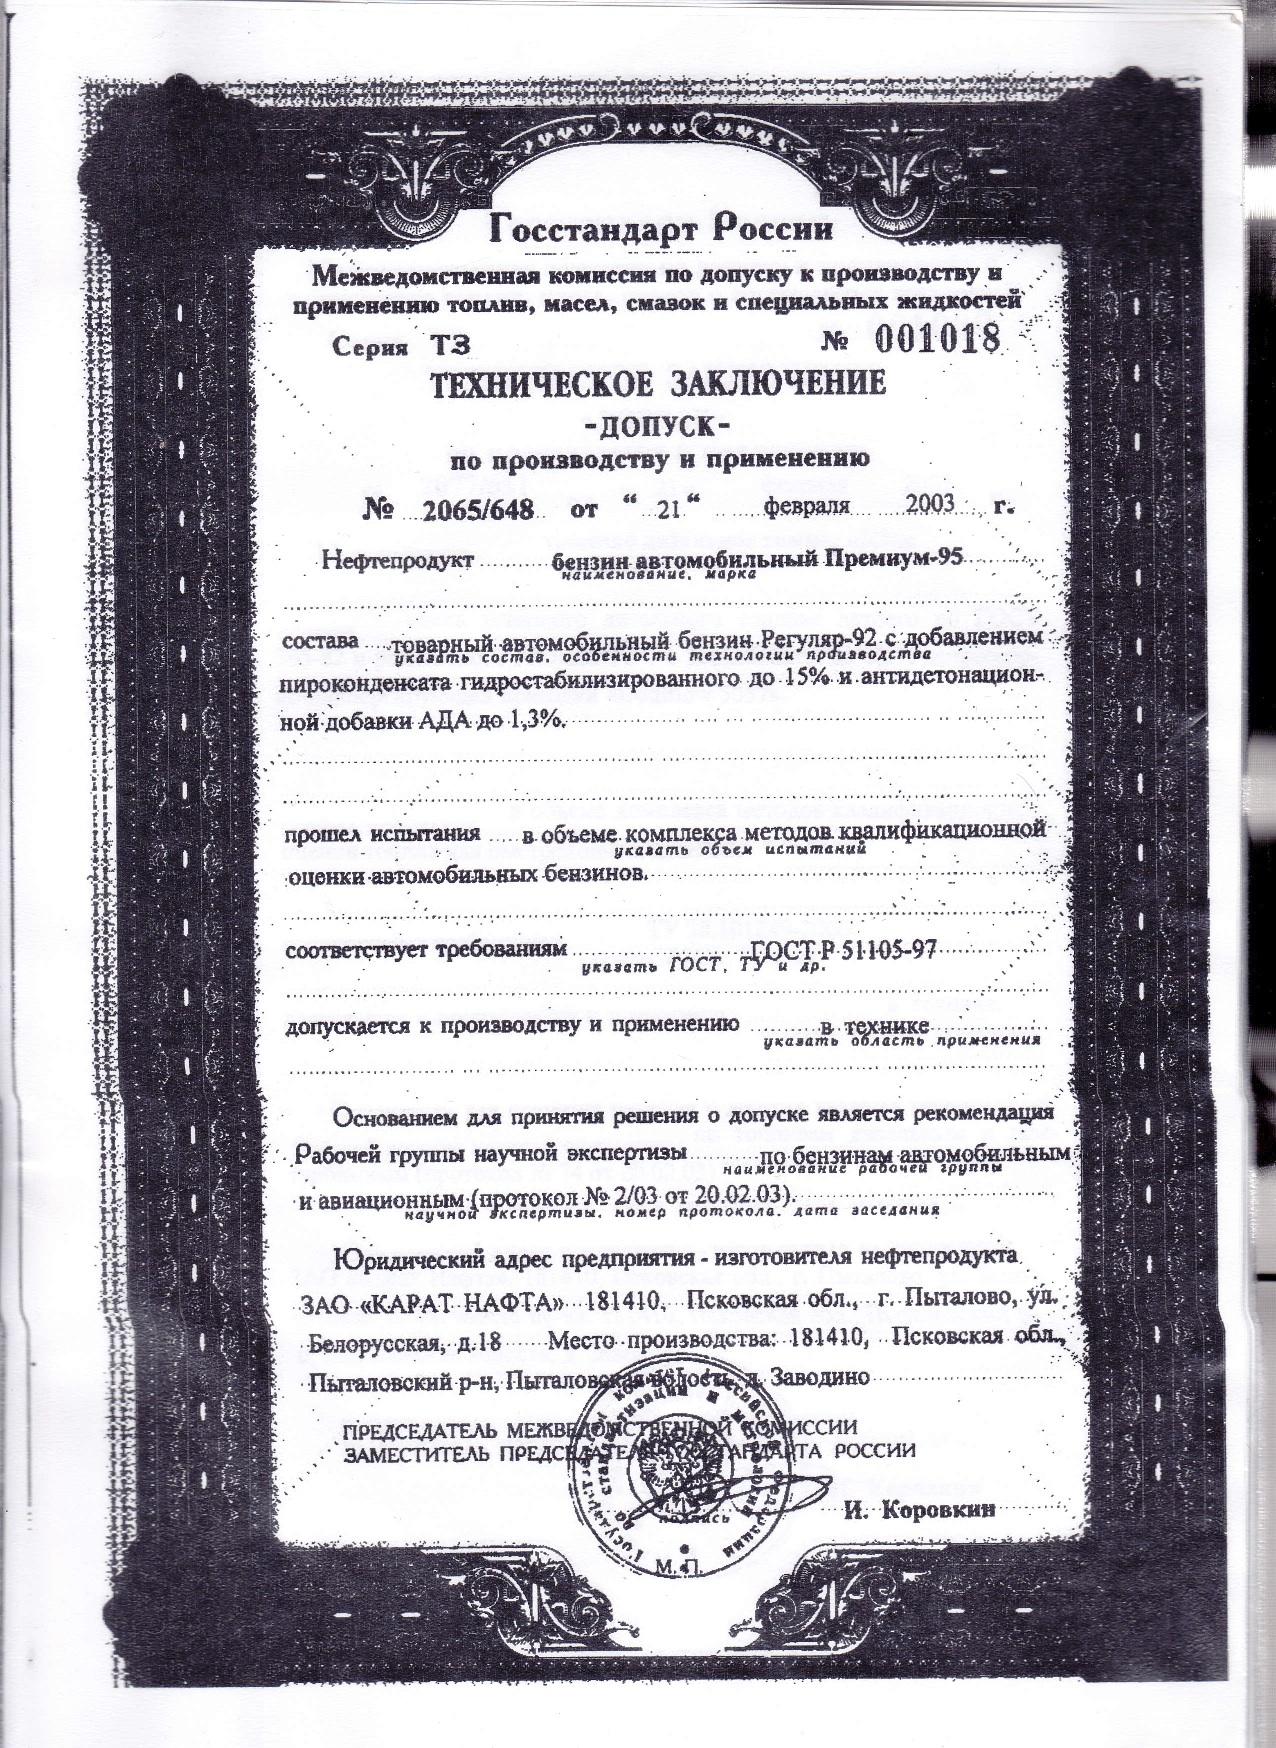 Госстандарт России
Межведомственная комиссия по допуску к производству и
применению топлив, масел, смазок и специальных жидкостей
Серия ТЗ № 001018
ТЕХНИЧЕСКОЕ ЗАКЛЮЧЕНИЕ
-ДОПУСК-
по производству и применению
№ 2065/648 от “ 21 “ февраля 2003 г.
Нефтепродукт бензин автомобильный Премиум-95
наименование, марка
состава товарный автомобильный бензин Регуляр-92 с добавлением
указать состав, особенности технологии производства
пироконденсата гидростабилизированного до 15% и антидетонацион-
ной добавки АДА до 1,3%.
прошел испытания в объеме комплекса методов квалификационной
указать объем испытаний
оценки автомобильных бензинов.
соответствует требованиям ГОСТ Р 51105-97
указать ГОСТ, ТУ и др.
допускается к производству и применению в технике
указать область применения
Основанием для принятия решения о допуске является рекомендация
Рабочей группы научной экспертизы по бензинам автомобильным
наименование рабочей группы
и авиационным (протокол № 2/03 от 20.02.03).
научной экспертизы, номер протокола, дата заседания
Юридический адрес предприятия - изготовителя нефтепродукта
ЗАО «КАРАТ НАФТА» 181410, Псковская обл., г. Пыталово, ул.
Белорусская, д.18 Место производства: 181410, Псковская обл.,
Пыталовский р-н, Пыталовская волость, д. Заводино
ПРЕДСЕДАТЕЛЬ МЕЖВЕДОМСТВЕННОЙ КОМИССИИ
ЗАМЕСТИТЕЛЬ ПРЕДСЕДАТЕЛЯ ГОССТАНДАРТА РОССИИ
И. Коровкин
подпись
М.П.